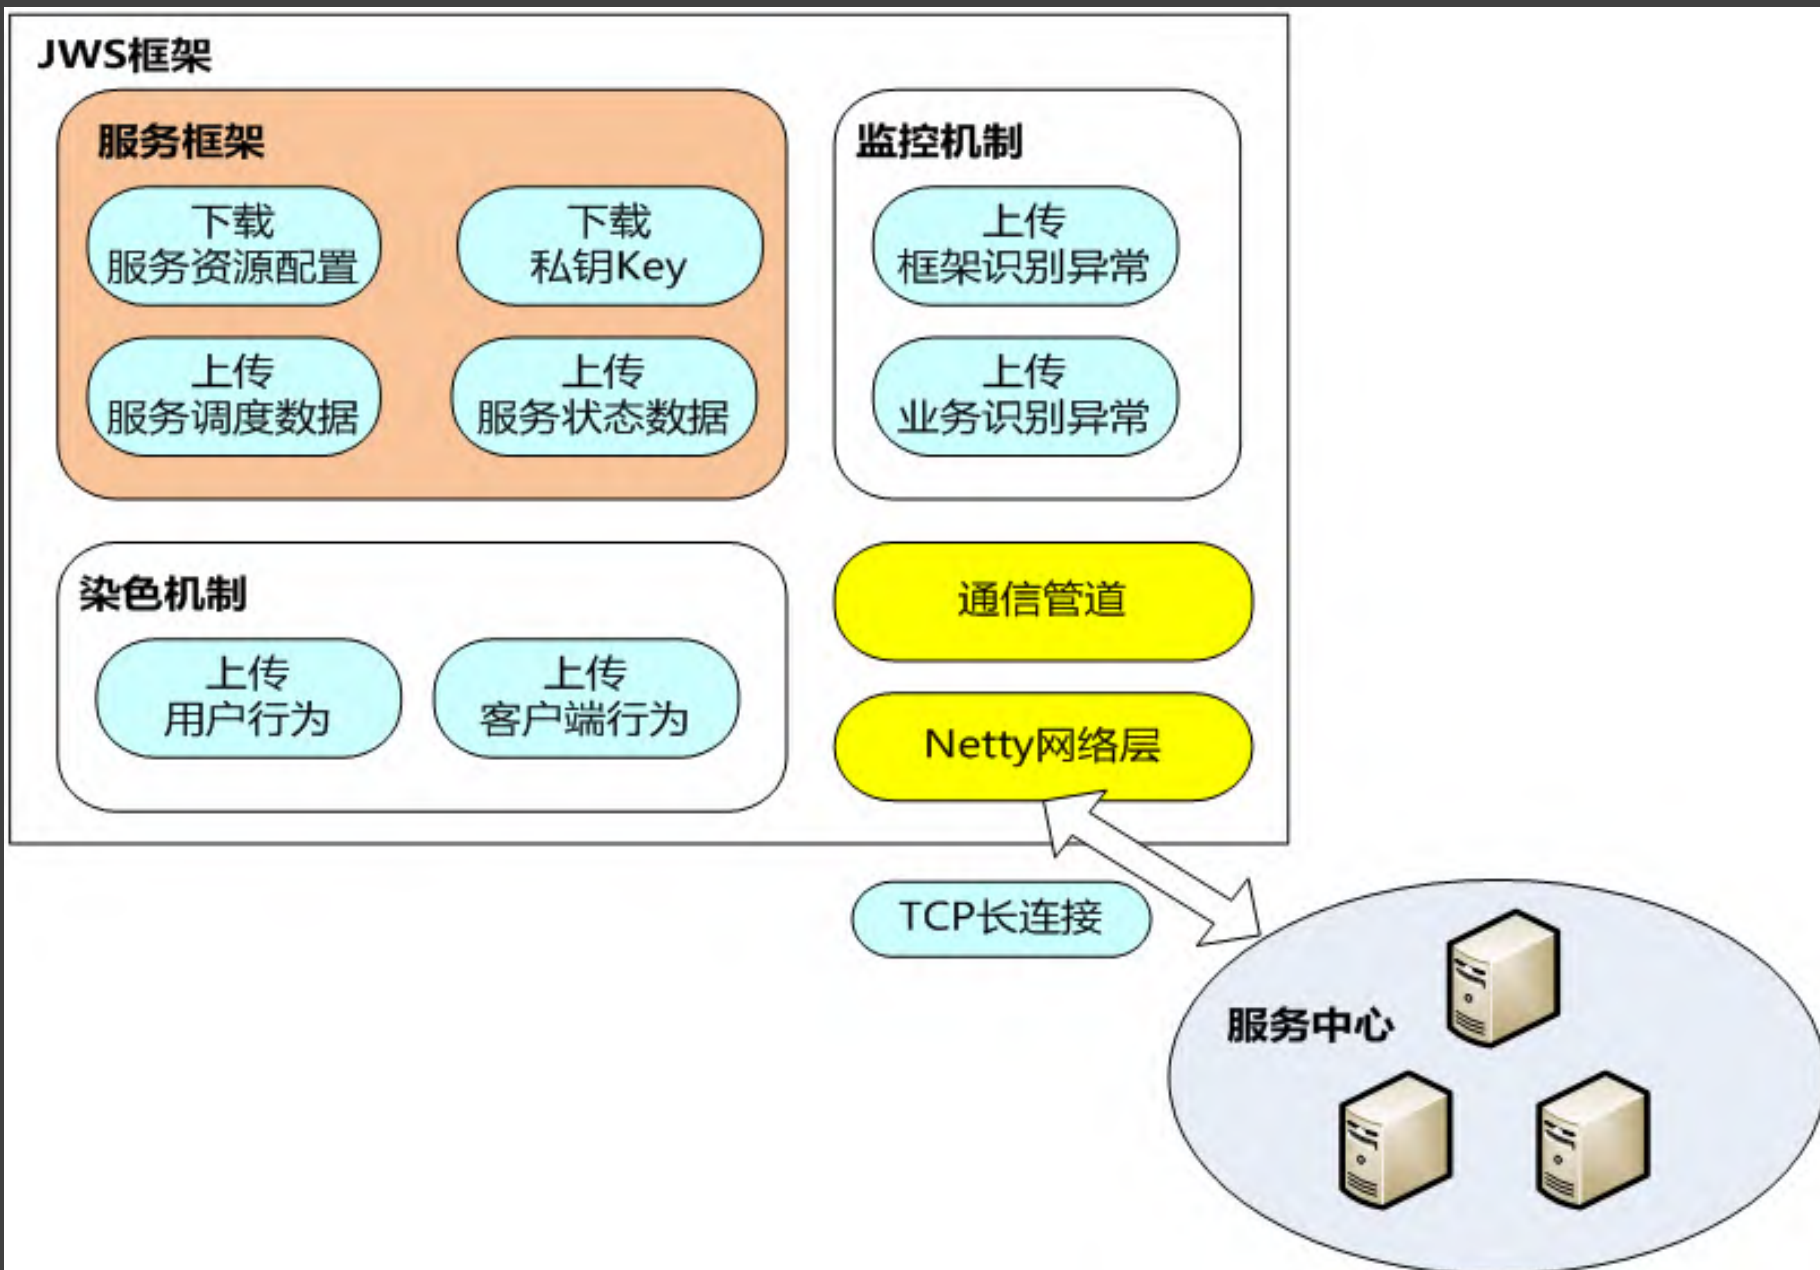 JWS框架
服务框架
下载
服务资源配置
下载
私钥Key
上传
服务调度数据
上传
服务状态数据
监控机制
上传
框架识别异常
上传
业务识别异常
染色机制
上传
用户行为
上传
客户端行为
通信管道
Netty网络层
TCP长连接
服务中心